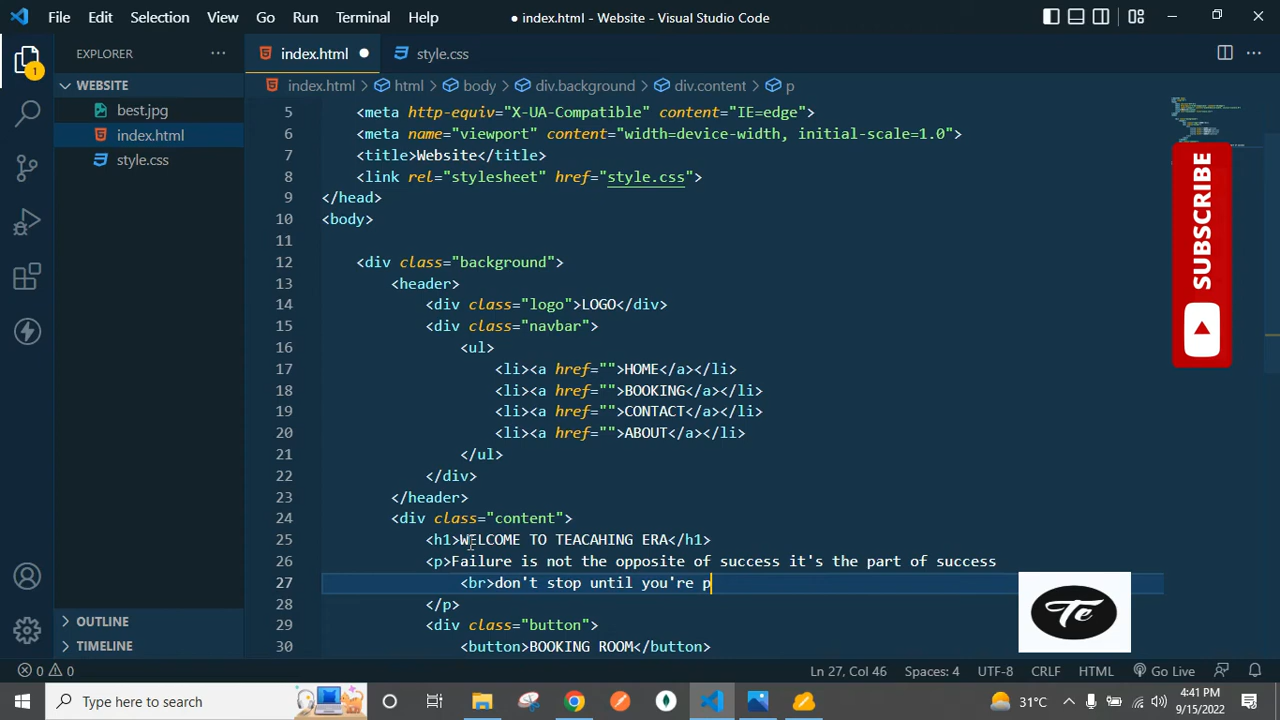 File Edit Selection View Go Run Terminal Help
● index.html - Website - Visual Studio Code
EXPLORER ···
index.html ●
style.css
1
WEBSITE
best.jpg
index.html
style.css
OUTLINE
TIMELINE
index.html > html > body > div.background > div.content > p
5 <meta http-equiv="X-UA-Compatible" content="IE=edge">
6 <meta name="viewport" content="width=device-width, initial-scale=1.0">
7 <title>Website</title>
8 <link rel="stylesheet" href="style.css">
9 </head>
10 <body>
11
12 <div class="background">
13 <header>
14 <div class="logo">LOGO</div>
15 <div class="navbar">
16 <ul>
17 <li><a href="">HOME</a></li>
18 <li><a href="">BOOKING</a></li>
19 <li><a href="">CONTACT</a></li>
20 <li><a href="">ABOUT</a></li>
21 </ul>
22 </div>
23 </header>
24 <div class="content">
25 <h1>WELCOME TO TEACAHING ERA</h1>
26 <p>Failure is not the opposite of success it's the part of success
27 <br>don't stop until you're p
28 </p>
29 <div class="button">
30 <button>BOOKING ROOM</button>
SUBSCRIBE
Te
0 0
Ln 27, Col 46 Spaces: 4 UTF-8 CRLF HTML Go Live
Type here to search
31°C
4:41 PM
9/15/2022